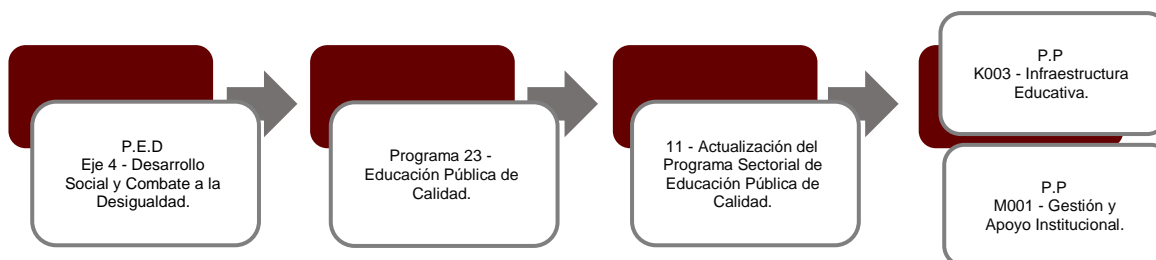 P.E.D
Eje 4 - Desarrollo
Social y Combate a la
Desigualdad.
Programa 23 -
Educación Pública de
Calidad.
11 - Actualización del
Programa Sectorial de
Educación Pública de
Calidad.
P.P
K003 - Infraestructura
Educativa.
P.P
M001 - Gestión y
Apoyo Institucional.